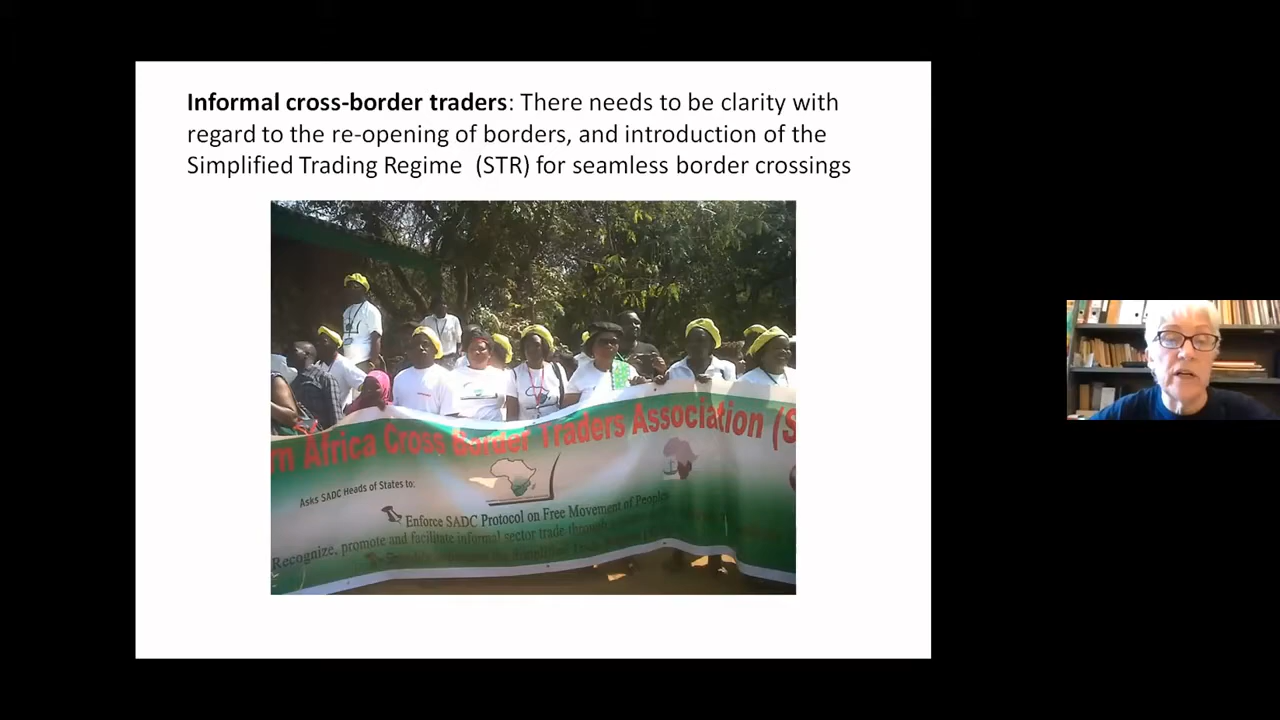 Informal cross-border traders: There needs to be clarity with
regard to the re-opening of borders, and introduction of the
Simplified Trading Regime (STR) for seamless border crossings
Africa Cross Border Traders Association (S
Asks SADC Heads of States to:
Enforce SADC Protocol on Free Movement of Peoples
Recognize, promote and facilitate informal sector trade through